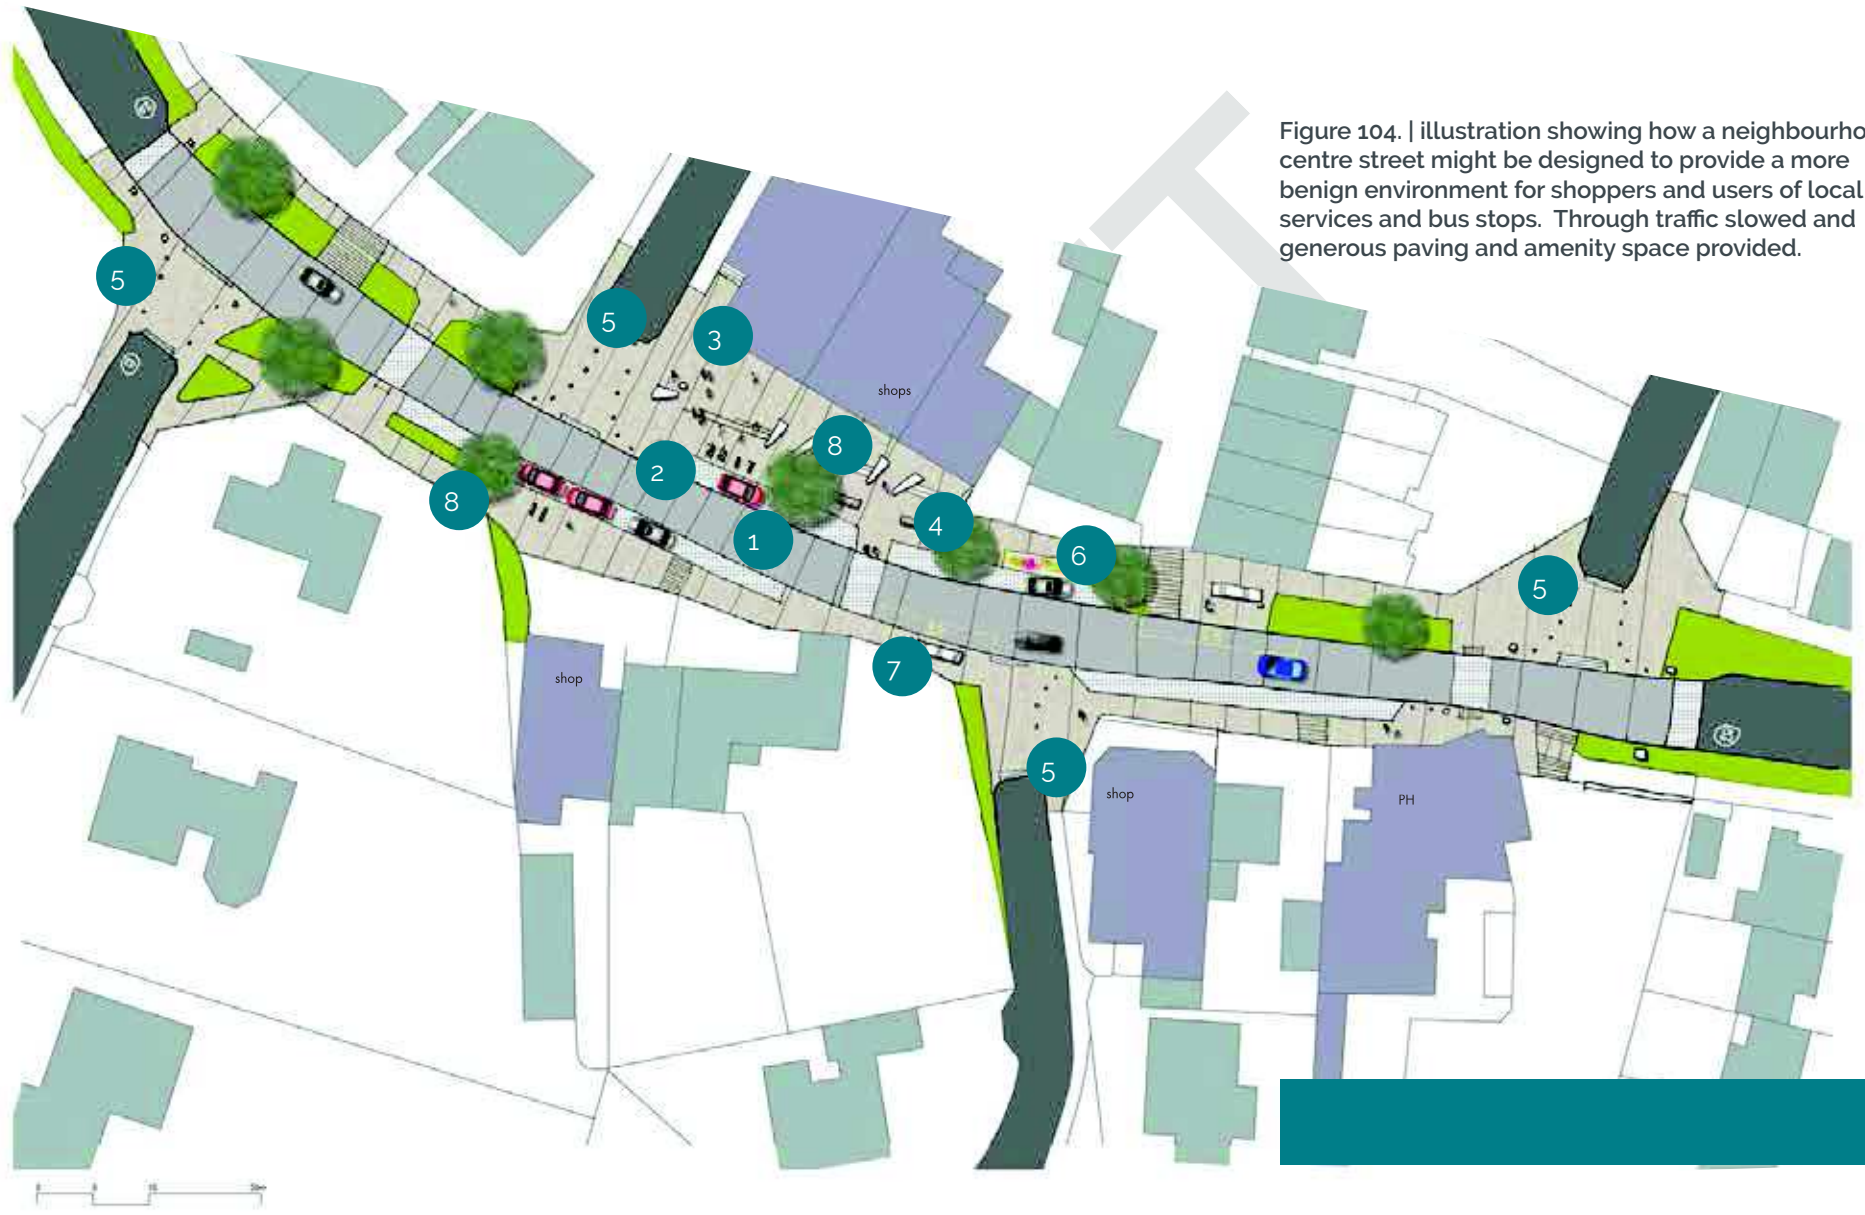 Figure 104. | illustration showing how a neighbourho
centre street might be designed to provide a more
benign environment for shoppers and users of local
services and bus stops.  Through traffic slowed and
generous paving and amenity space provided.
5
5
3
shops
8
2
8
4
1
6
5
7
shop
5
shop
PH